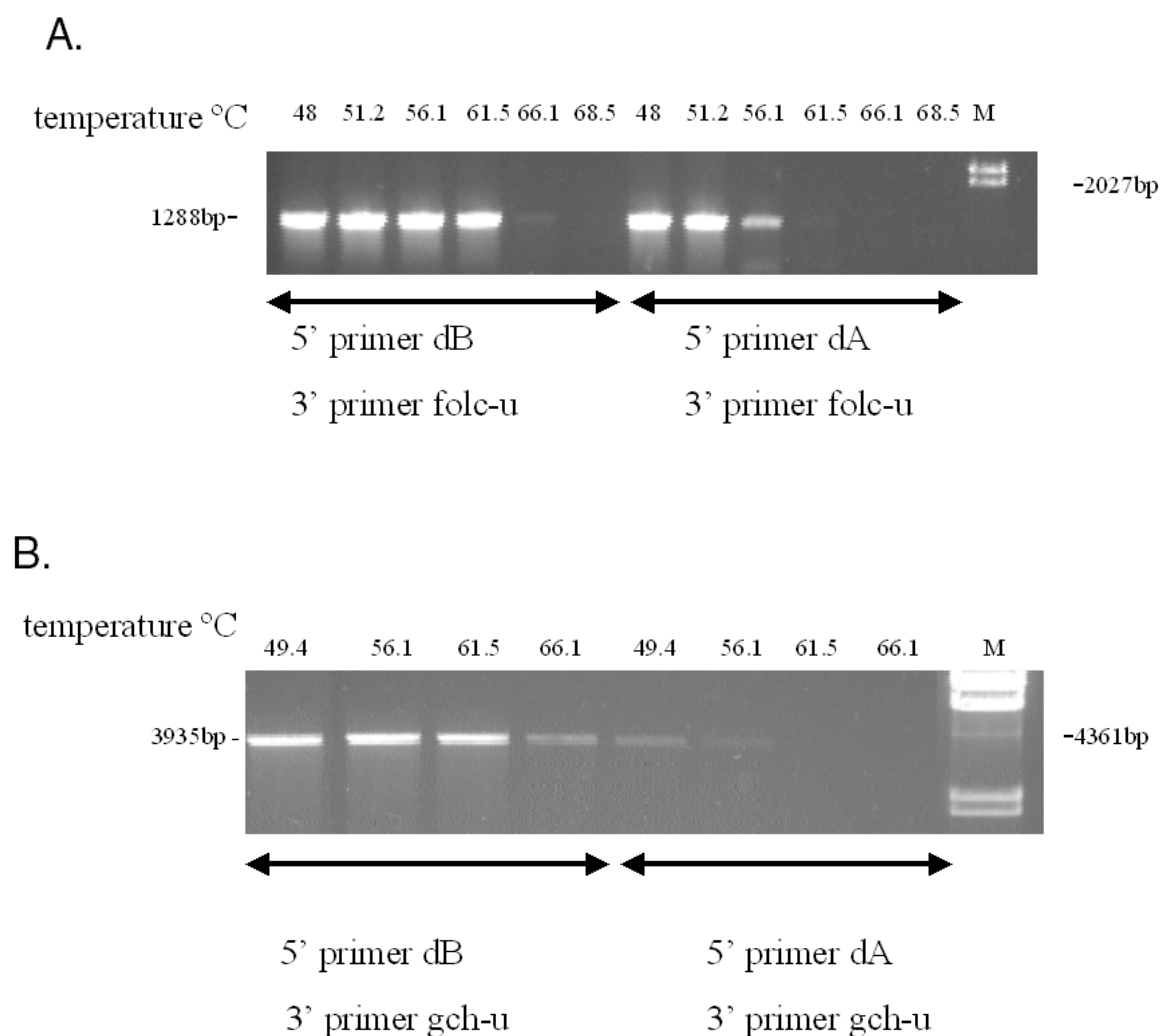 A.
temperature °C 48 51.2 56.1 61.5 66.1 68.5 48 51.2 56.1 61.5 66.1 68.5 M
-2027bp
1288bp-
5’ primer dB 5’ primer dA
3’ primer folc-u 3’ primer folc-u
B.
temperature °C
49.4 56.1 61.5 66.1 49.4 56.1 61.5 66.1 M
3935bp - -4361bp
5’ primer dB 5’ primer dA
3’ primer gch-u 3’ primer gch-u